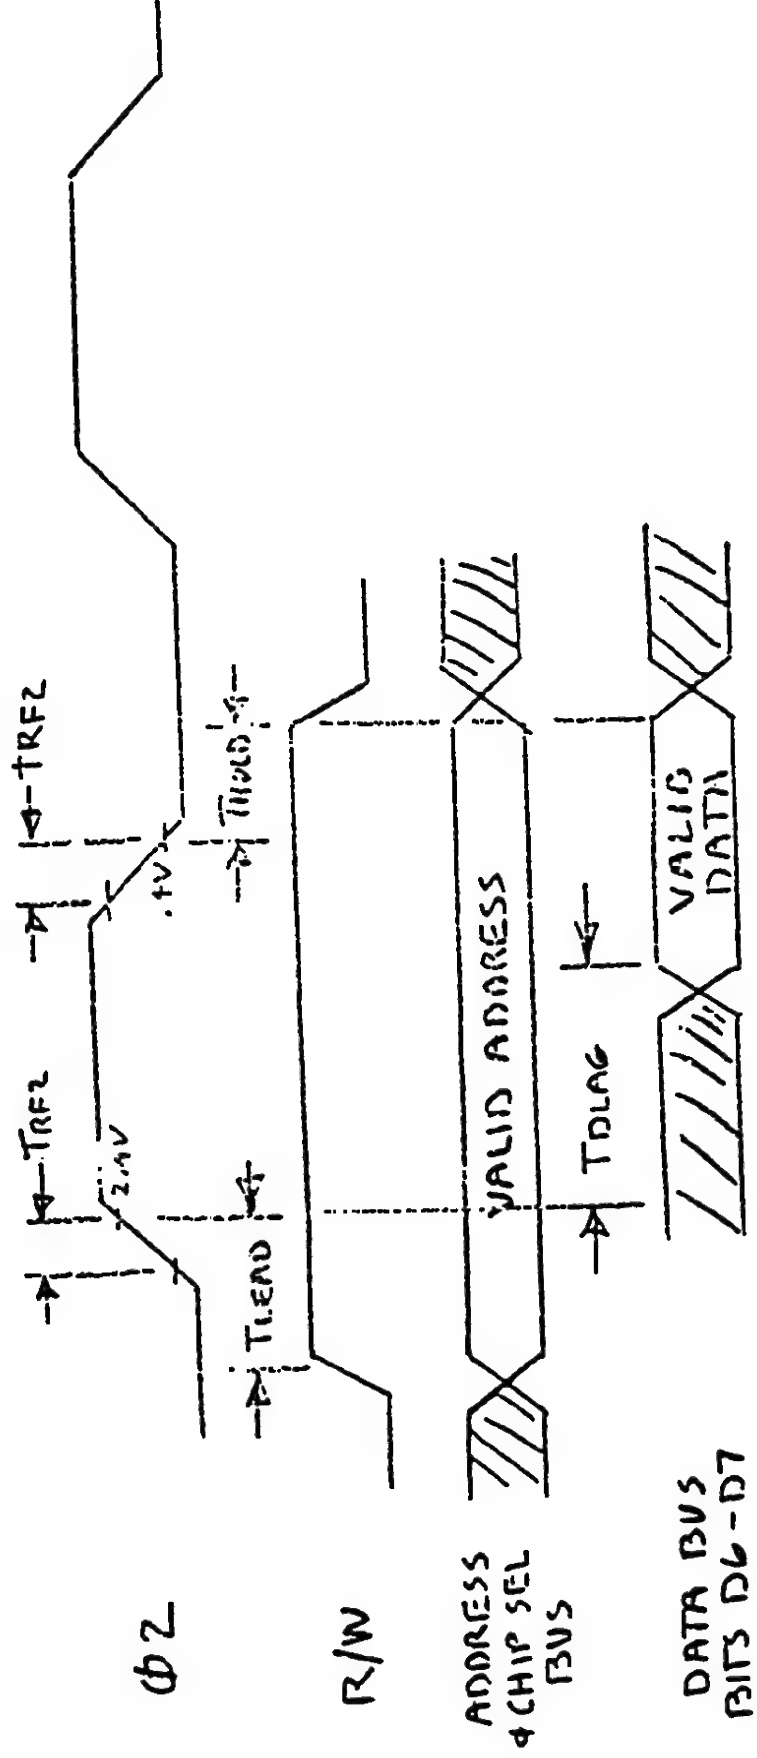 TRF2
TRF2
Φ2
2.4V
.4V
TLEAD
THOLD
R/W
ADDRESS
& CHIP SEL
BUS
VALID ADDRESS
TDLAG
DATA BUS
BITS D6-D7
VALID
DATA